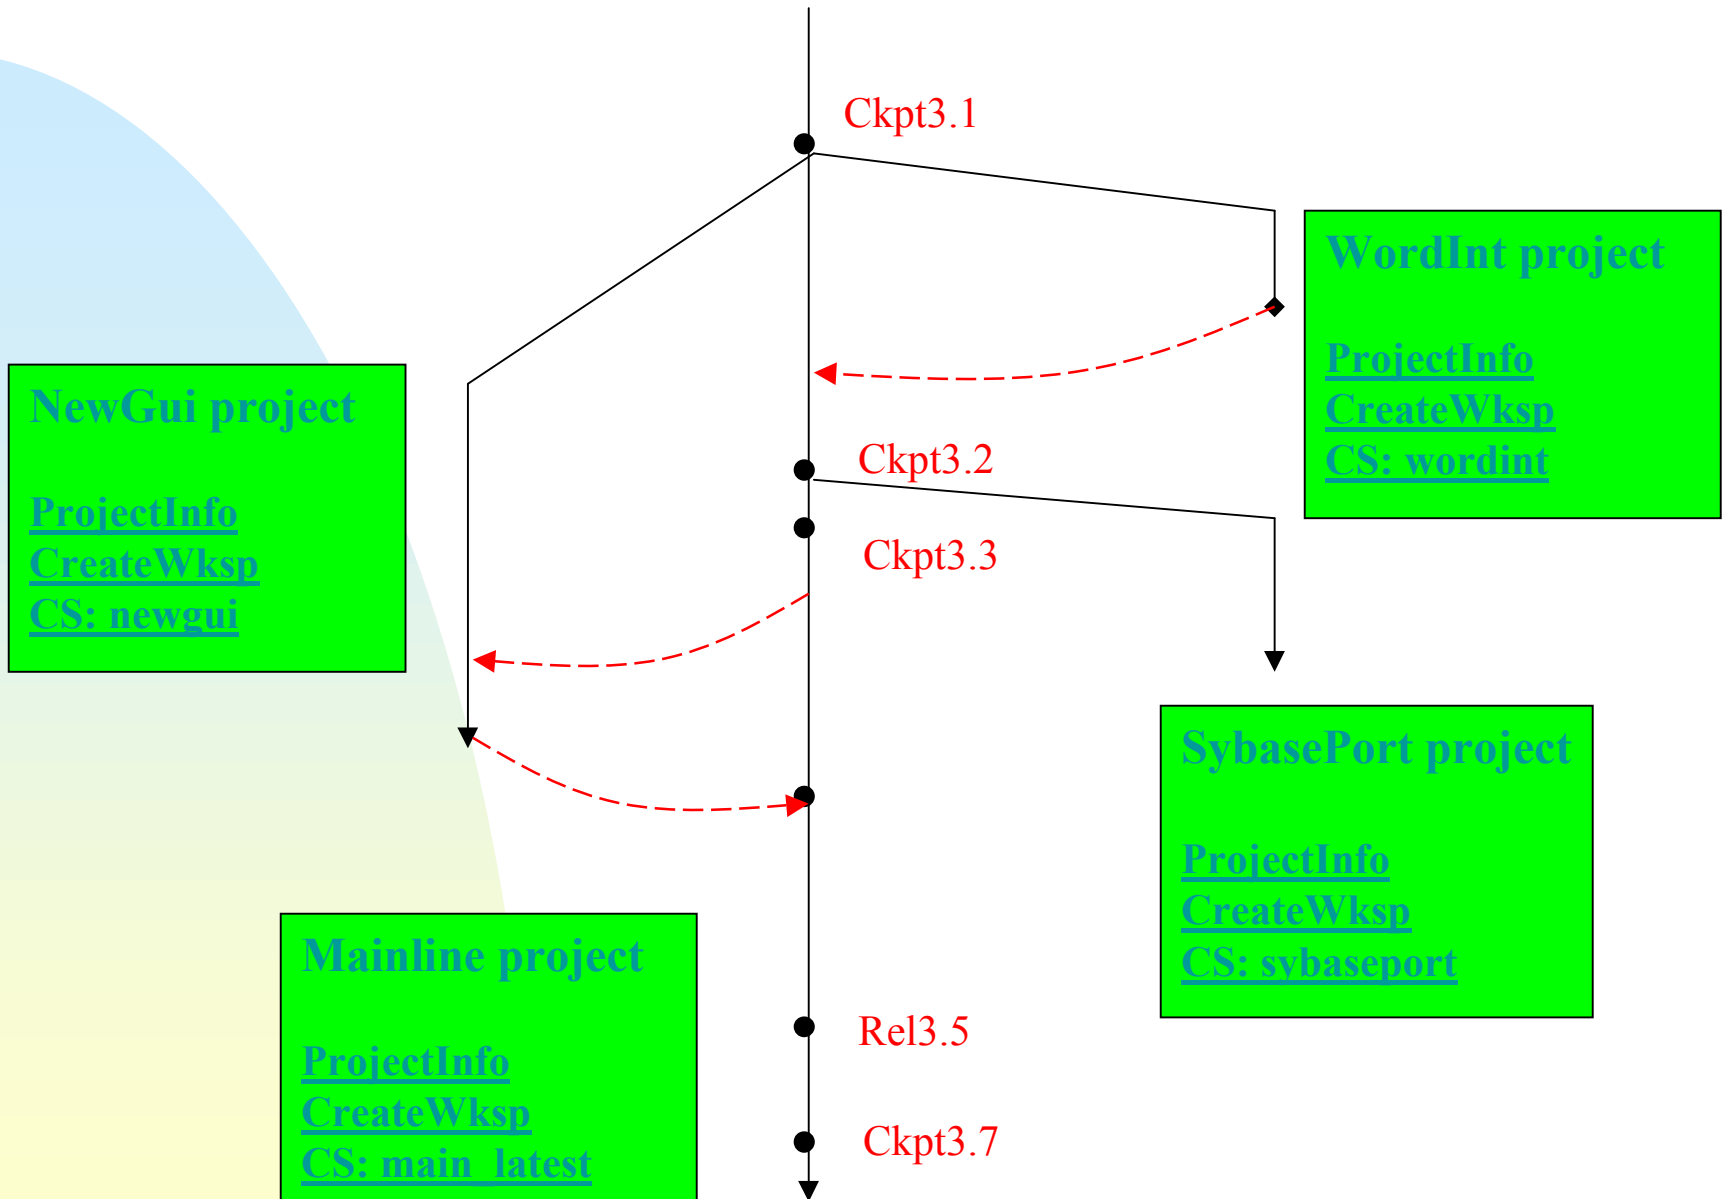 Ckpt3.1
WordInt project
ProjectInfo
CreateWksp
CS: wordint
NewGui project
ProjectInfo
CreateWksp
CS: newgui
Ckpt3.2
Ckpt3.3
SybasePort project
ProjectInfo
CreateWksp
CS: sybaseport
Mainline project
ProjectInfo
CreateWksp
CS: main_latest
Rel3.5
Ckpt3.7